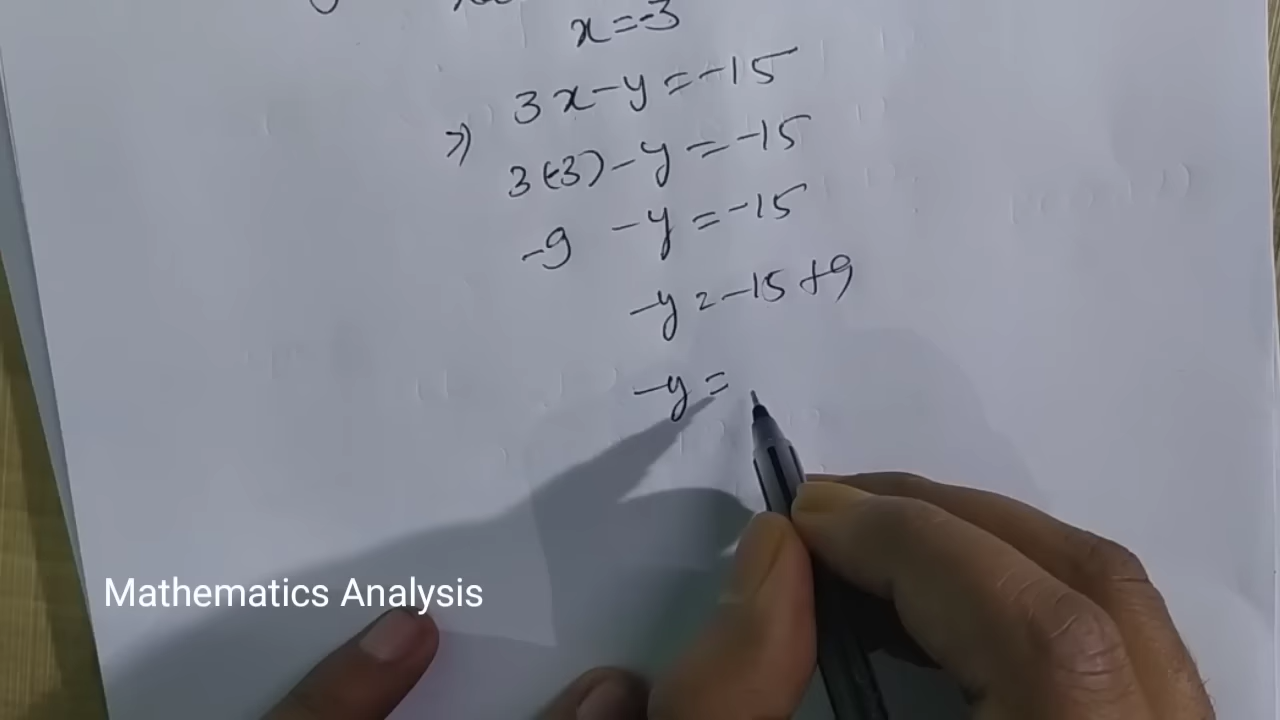 x=-3
3x-y=-15
⇒ 3(-3)-y=-15
-9 -y=-15
-y=-15+9
-y=
Mathematics Analysis